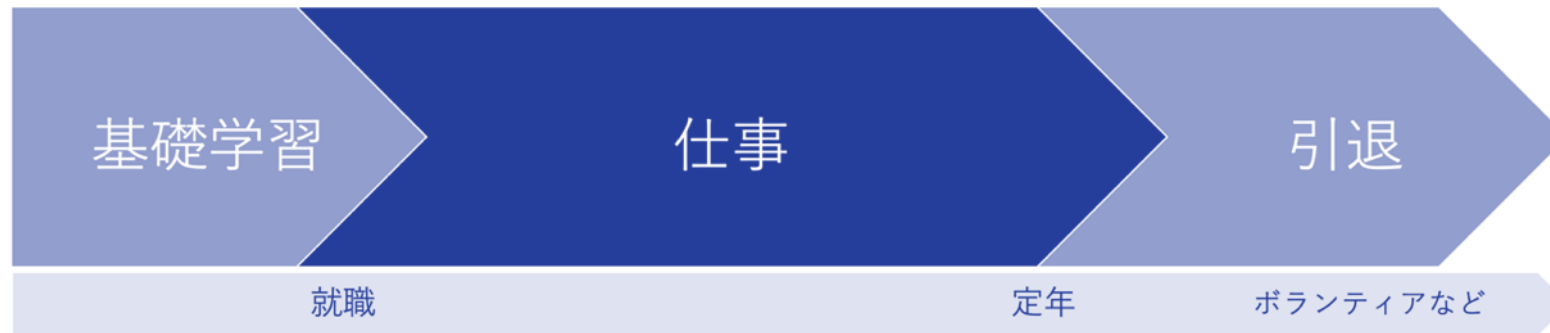 基礎学習
仕事
引退
就職
定年
ボランティアなど